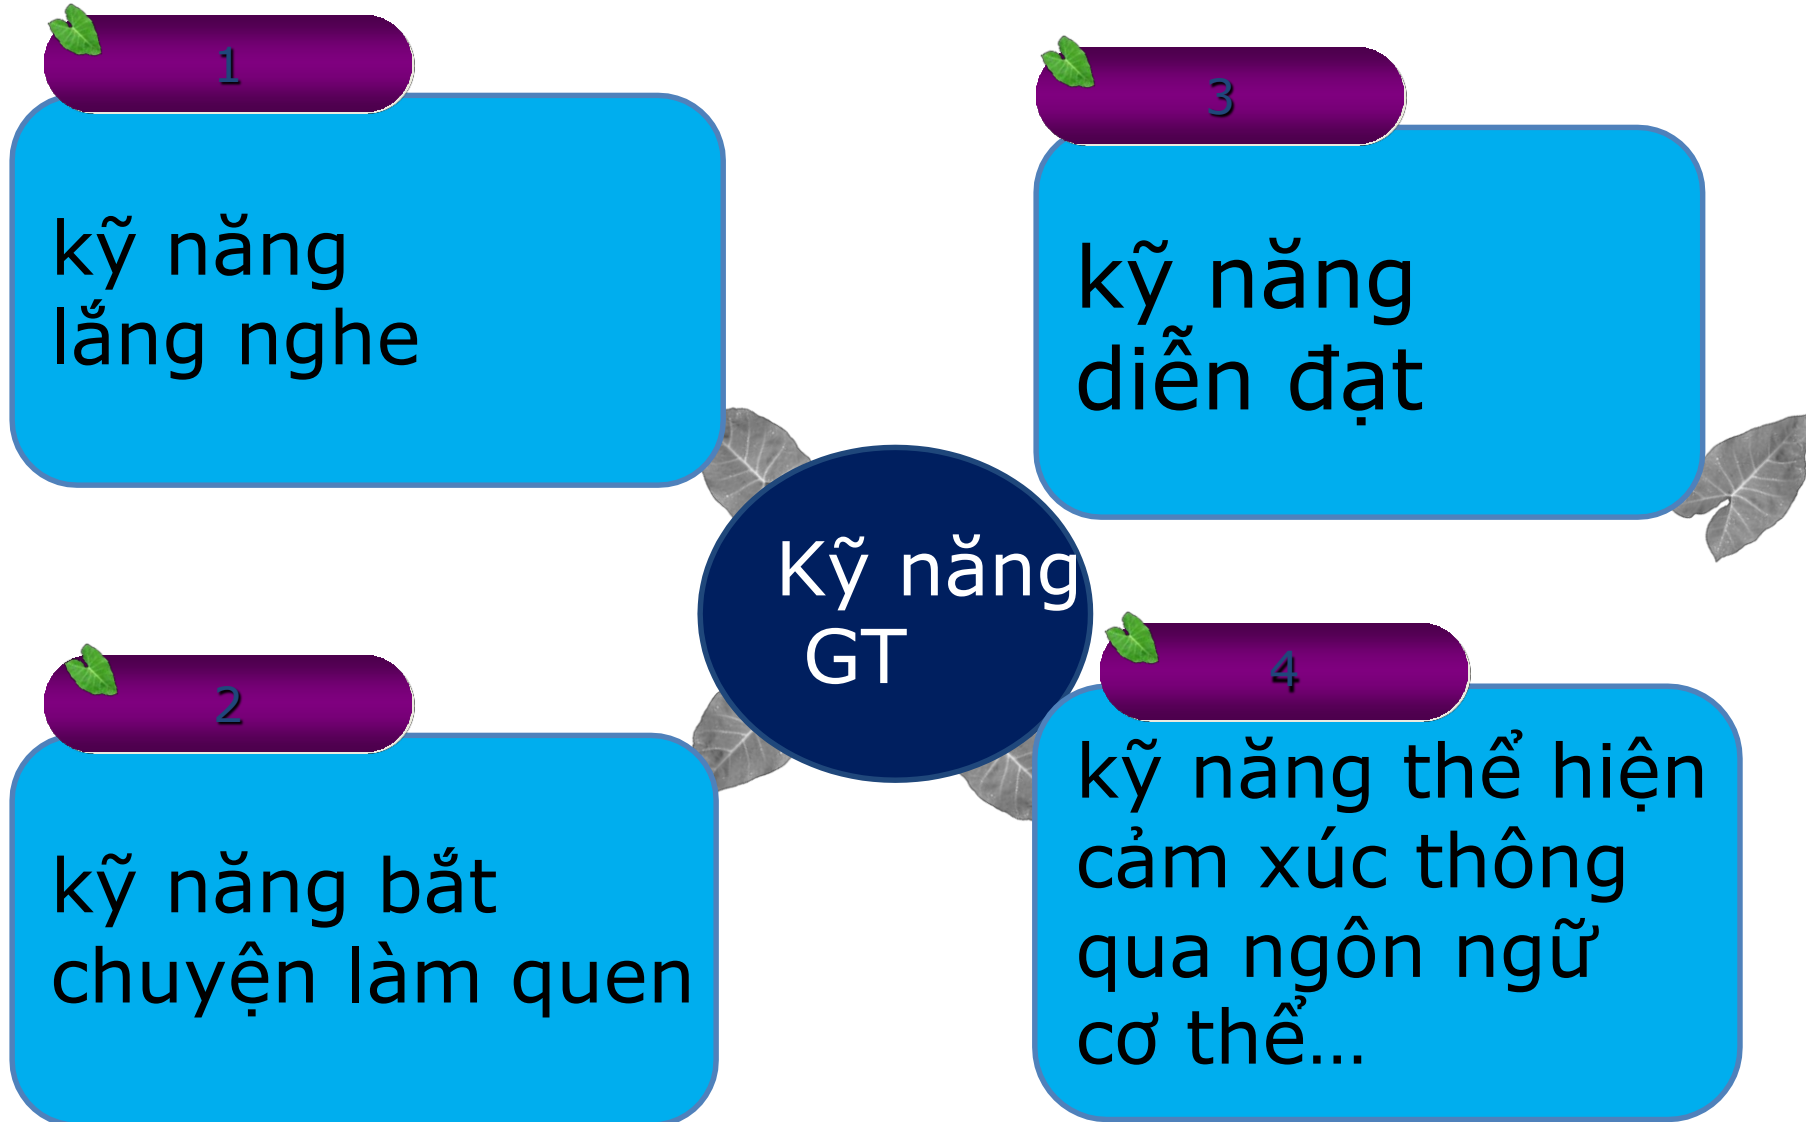 1
kỹ năng
lắng nghe
2
kỹ năng bắt
chuyện làm quen
Kỹ năng
GT
3
kỹ năng
diễn đạt
4
kỹ năng thể hiện
cảm xúc thông
qua ngôn ngữ
cơ thể…